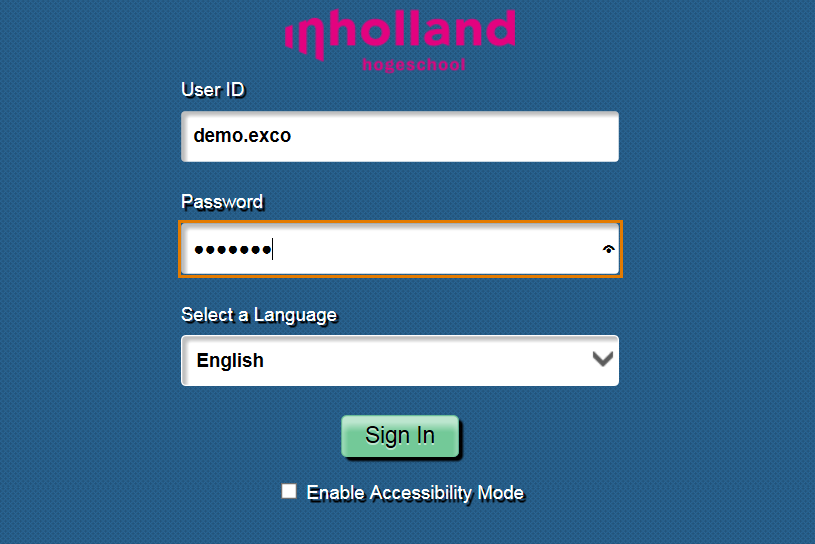 inholland
hogeschool
User ID
demo.exco
Password
•••••••
Select a Language
English
Sign In
Enable Accessibility Mode